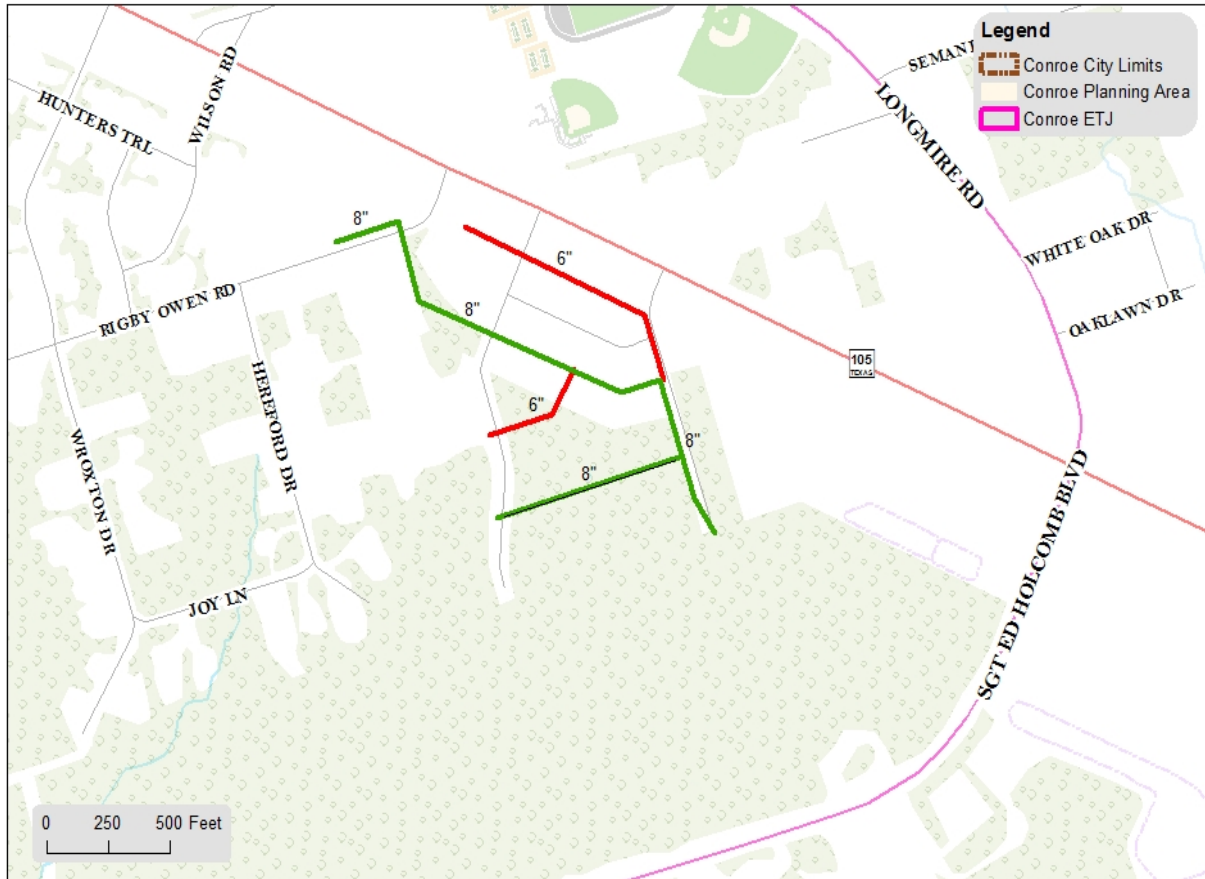 Legend
Conroe City Limits
Conroe Planning Area
Conroe ETJ
WILSON RD
HUNTERS TRL
LONGMIRE RD
8"
6"
WHITE OAK DR
RIGBY OWEN RD
8"
OAKLAWN DR
105
TEXAS
HEREFORD DR
6"
WROXTON DR
8"
8"
SGT ED HOLCOMB BLVD
JOY LN
0 250 500 Feet